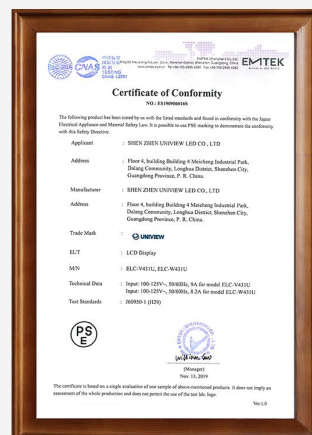 CNAS
TESTING
EMTEK
Certificate of Conformity
NO.: ES190906016S
The following product has been tested by us with the listed standards and found in conformity with the Japan
Electrical Appliance and Material Safety Law. It is possible to use PSE marking to demonstrate the conformity
with this Safety Directive.
Applicant : SHEN ZHEN UNIVIEW LED CO., LTD
Address : Floor 4, building Building 4 Meizheng Industrial Park,
Dalang Community, Longhua District, Shenzhen City,
Guangdong Province, P. R. China.
Manufacturer : SHEN ZHEN UNIVIEW LED CO., LTD
Address : Floor 4, building Building 4 Meizheng Industrial Park,
Dalang Community, Longhua District, Shenzhen City,
Guangdong Province, P. R. China.
Trade Mark : UNIVIEW
EUT : LCD Display
M/N : ELC-V431U, ELC-W431U
Technical Data : Input: 100-125V~, 50/60Hz, 9A for model ELC-V431U
Input: 100-125V~, 50/60Hz, 8.2A for model ELC-W431U
Test Standards : J60950-1 (H29)
PS
E
(Manager)
Nov. 13, 2019
The certificate is based on a single evaluation of one sample of above-mentioned products. It does not imply an
assessment of the whole production and does not permit the use of the test lab. logo.
Ver.1.0